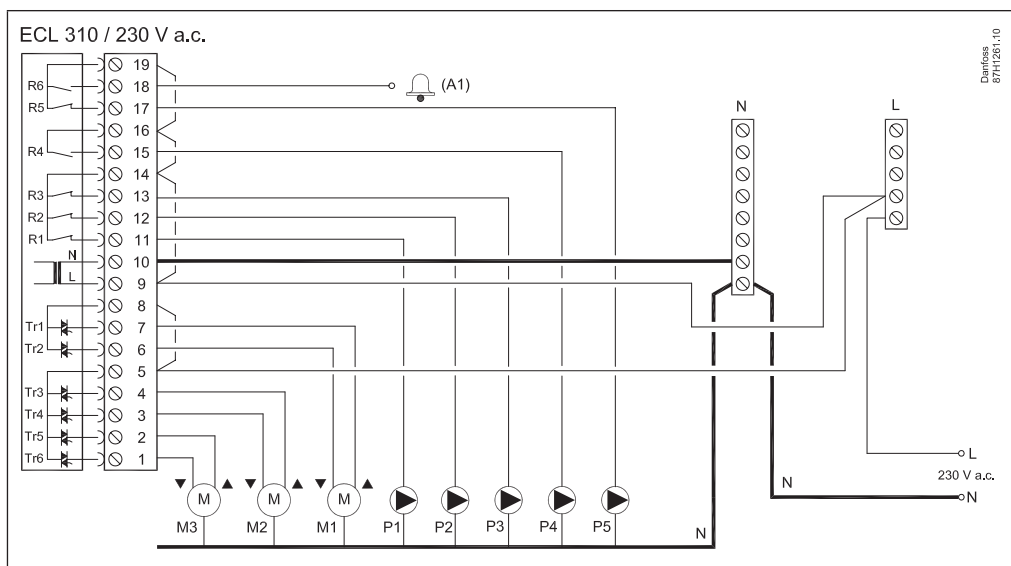 ECL 310 / 230 V a.c.
Danfoss
87H1261.10
19
R6 18 (A1)
R5 17
N L
16
R4 15
14
R3 13
R2 12
R1 11
N 10
L 9
8
Tr1 7
Tr2 6
5
Tr3 4
Tr4 3
Tr5 2
L
Tr6 1
230 V a.c.
N
N
M M M
M3 M2 M1 P1 P2 P3 P4 P5
N